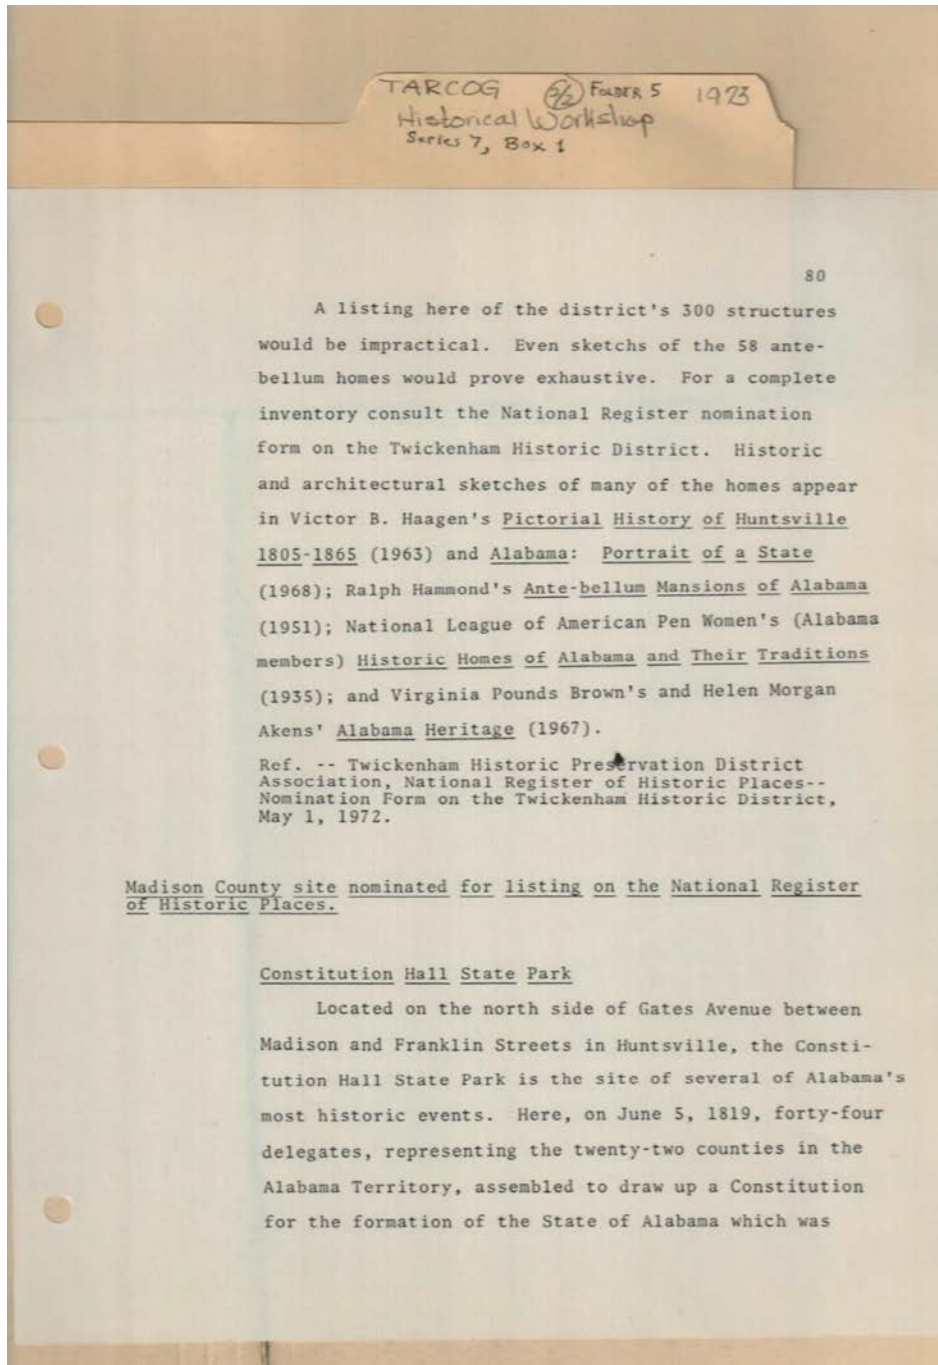 TARCOG 5/2 FOLDER 5 1973
Historical Workshop
Series 7, Box 1
80
A listing here of the district's 300 structures
would be impractical. Even sketchs of the 58 ante-
bellum homes would prove exhaustive. For a complete
inventory consult the National Register nomination
form on the Twickenham Historic District. Historic
and architectural sketches of many of the homes appear
in Victor B. Haagen's Pictorial History of Huntsville
1805-1865 (1963) and Alabama: Portrait of a State
(1968); Ralph Hammond's Ante-bellum Mansions of Alabama
(1951); National League of American Pen Women's (Alabama
members) Historic Homes of Alabama and Their Traditions
(1935); and Virginia Pounds Brown's and Helen Morgan
Akens' Alabama Heritage (1967).
Ref. -- Twickenham Historic Preservation District
Association, National Register of Historic Places--
Nomination Form on the Twickenham Historic District,
May 1, 1972.
Madison County site nominated for listing on the National Register
of Historic Places.
Constitution Hall State Park
Located on the north side of Gates Avenue between
Madison and Franklin Streets in Huntsville, the Consti-
tution Hall State Park is the site of several of Alabama's
most historic events. Here, on June 5, 1819, forty-four
delegates, representing the twenty-two counties in the
Alabama Territory, assembled to draw up a Constitution
for the formation of the State of Alabama which was